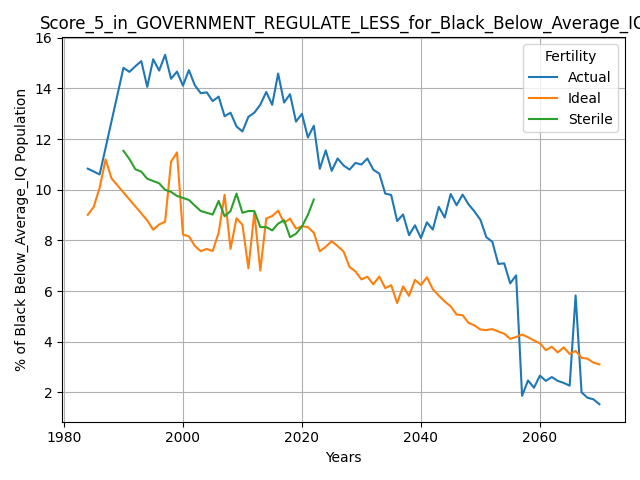 Score_5_in_GOVERNMENT_REGULATE_LESS_for_Black_Below_Average_IQ
% of Black Below_Average_IQ Population
16
14
12
10
8
6
4
2
Fertility
Actual
Ideal
Sterile
1980
2000
2020
2040
2060
Years